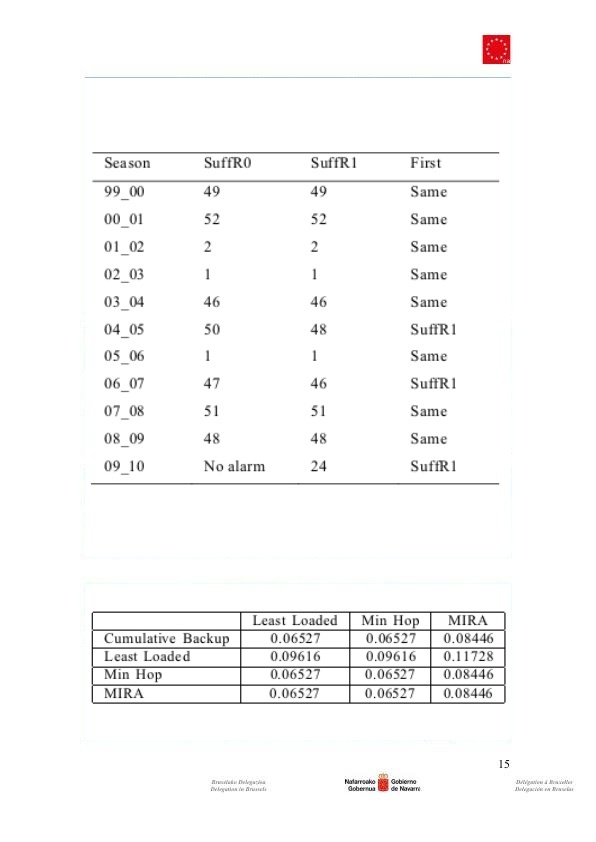 na
Season SuffR0 SuffR1 First
99_00 49 49 Same
00_01 52 52 Same
01_02 2 2 Same
02_03 1 1 Same
03_04 46 46 Same
04_05 50 48 SuffR1
05_06 1 1 Same
06_07 47 46 SuffR1
07_08 51 51 Same
08_09 48 48 Same
09_10 No alarm 24 SuffR1
Least Loaded Min Hop MIRA
Cumulative Backup 0.06527 0.06527 0.08446
Least Loaded 0.09616 0.09616 0.11728
Min Hop 0.06527 0.06527 0.08446
MIRA 0.06527 0.06527 0.08446
15
Bruselako Delegazioa Nafarroako Gobierno Délégation à Bruxelles
Delegation in Brussels Gobernua de Navarra Delegación en Bruselas